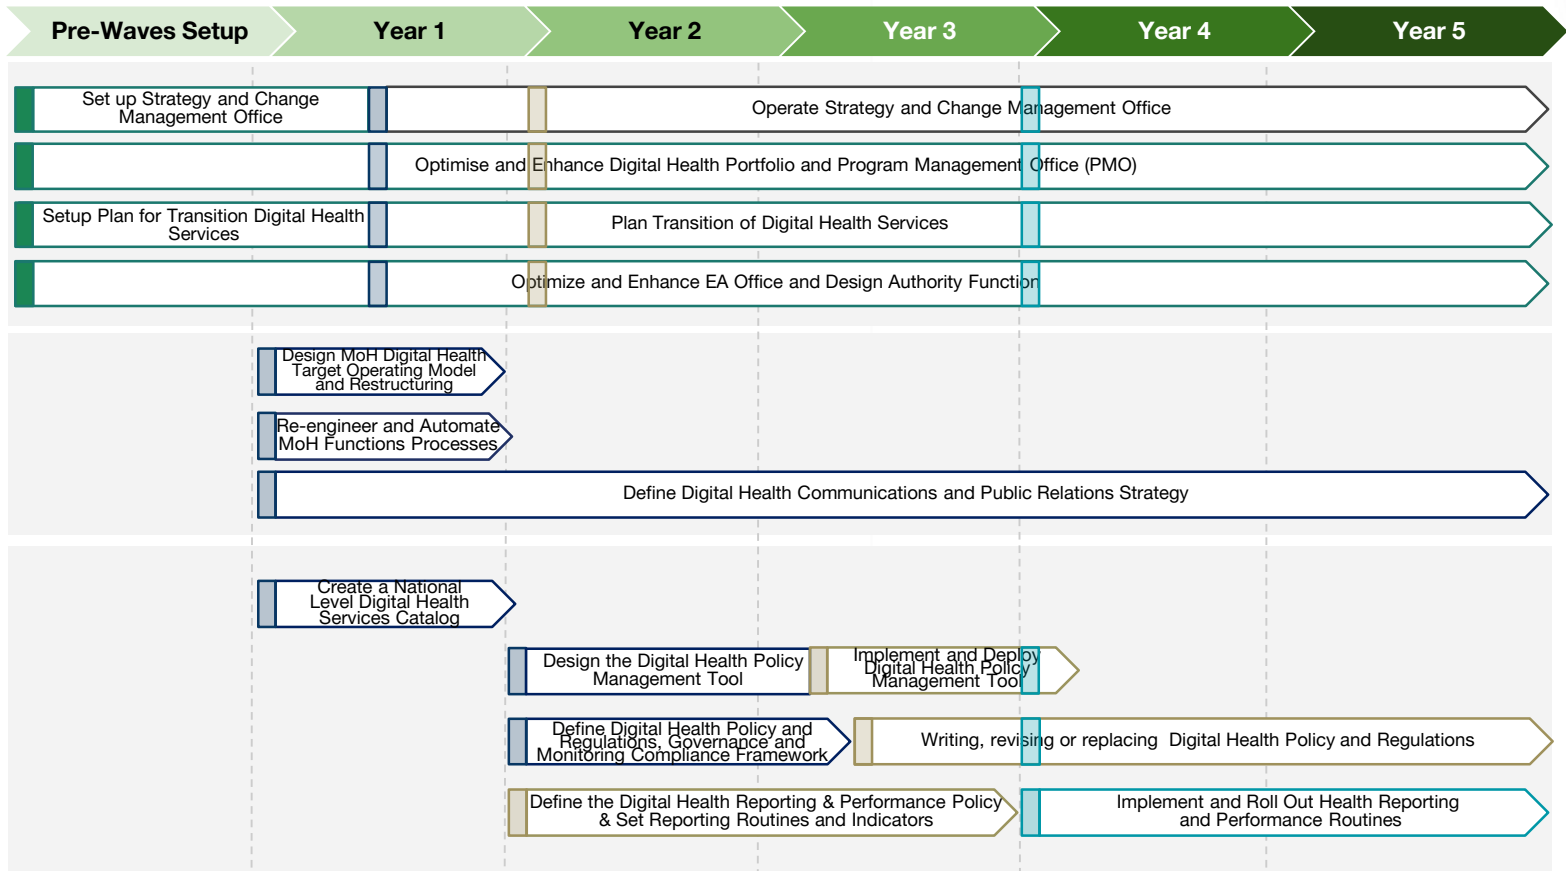 Pre-Waves Setup
Year 1
Year 2
Year 3
Year 4
Year 5
Set up Strategy and Change
Management Office
Operate Strategy and Change Management Office
Optimise and Enhance Digital Health Portfolio and Program Management Office (PMO)
Setup Plan for Transition Digital Health
Services
Plan Transition of Digital Health Services
Optimize and Enhance EA Office and Design Authority Function
Design MoH Digital Health
Target Operating Model
and Restructuring
Re-engineer and Automate
MoH Functions Processes
Define Digital Health Communications and Public Relations Strategy
Create a National
Level Digital Health
Services Catalog
Design the Digital Health Policy
Management Tool
Implement and Deploy
Digital Health Policy
Management Tool
Define Digital Health Policy and
Regulations, Governance and
Monitoring Compliance Framework
Writing, revising or replacing  Digital Health Policy and Regulations
Define the Digital Health Reporting & Performance Policy
& Set Reporting Routines and Indicators
Implement and Roll Out Health Reporting
and Performance Routines